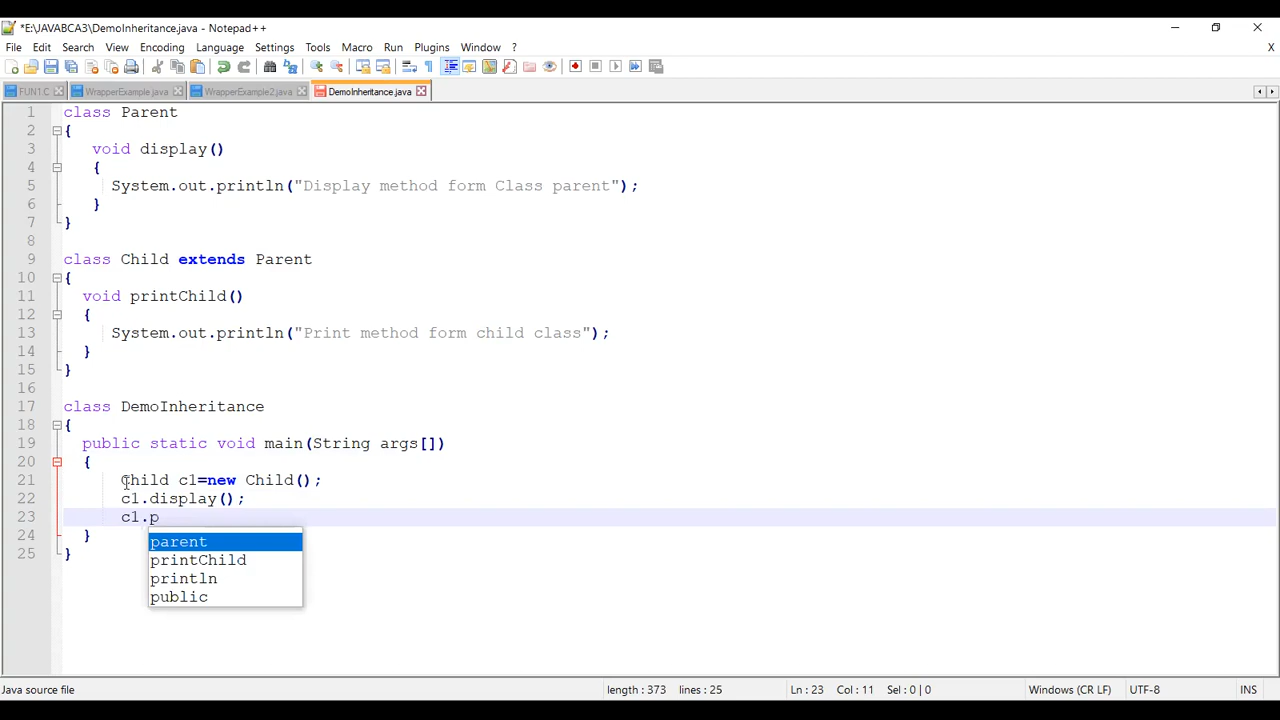 *E:\JAVABCA3\DemoInheritance.java - Notepad++
File Edit Search View Encoding Language Settings Tools Macro Run Plugins Window ? X
FUN1.C WrapperExample.java WrapperExample2.java DemoInheritance.java
1 class Parent
2 {
3 void display()
4 {
5 System.out.println("Display method form Class parent");
6 }
7 }
8
9 class Child extends Parent
10 {
11 void printChild()
12 {
13 System.out.println("Print method form child class");
14 }
15 }
16
17 class DemoInheritance
18 {
19 public static void main(String args[])
20 {
21 Child c1=new Child();
22 c1.display();
23 c1.p
24 }
25 }
parent
printChild
println
public
Java source file length : 373 lines : 25 Ln : 23 Col : 11 Sel : 0 | 0 Windows (CR LF) UTF-8 INS